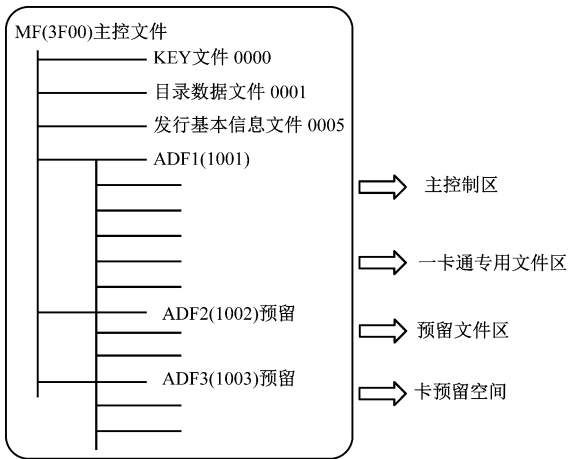 MF(3F00)主控文件
KEY文件 0000
目录数据文件 0001
发行基本信息文件 0005
ADF1(1001)
主控制区
一卡通专用文件区
ADF2(1002)预留
预留文件区
ADF3(1003)预留
卡预留空间